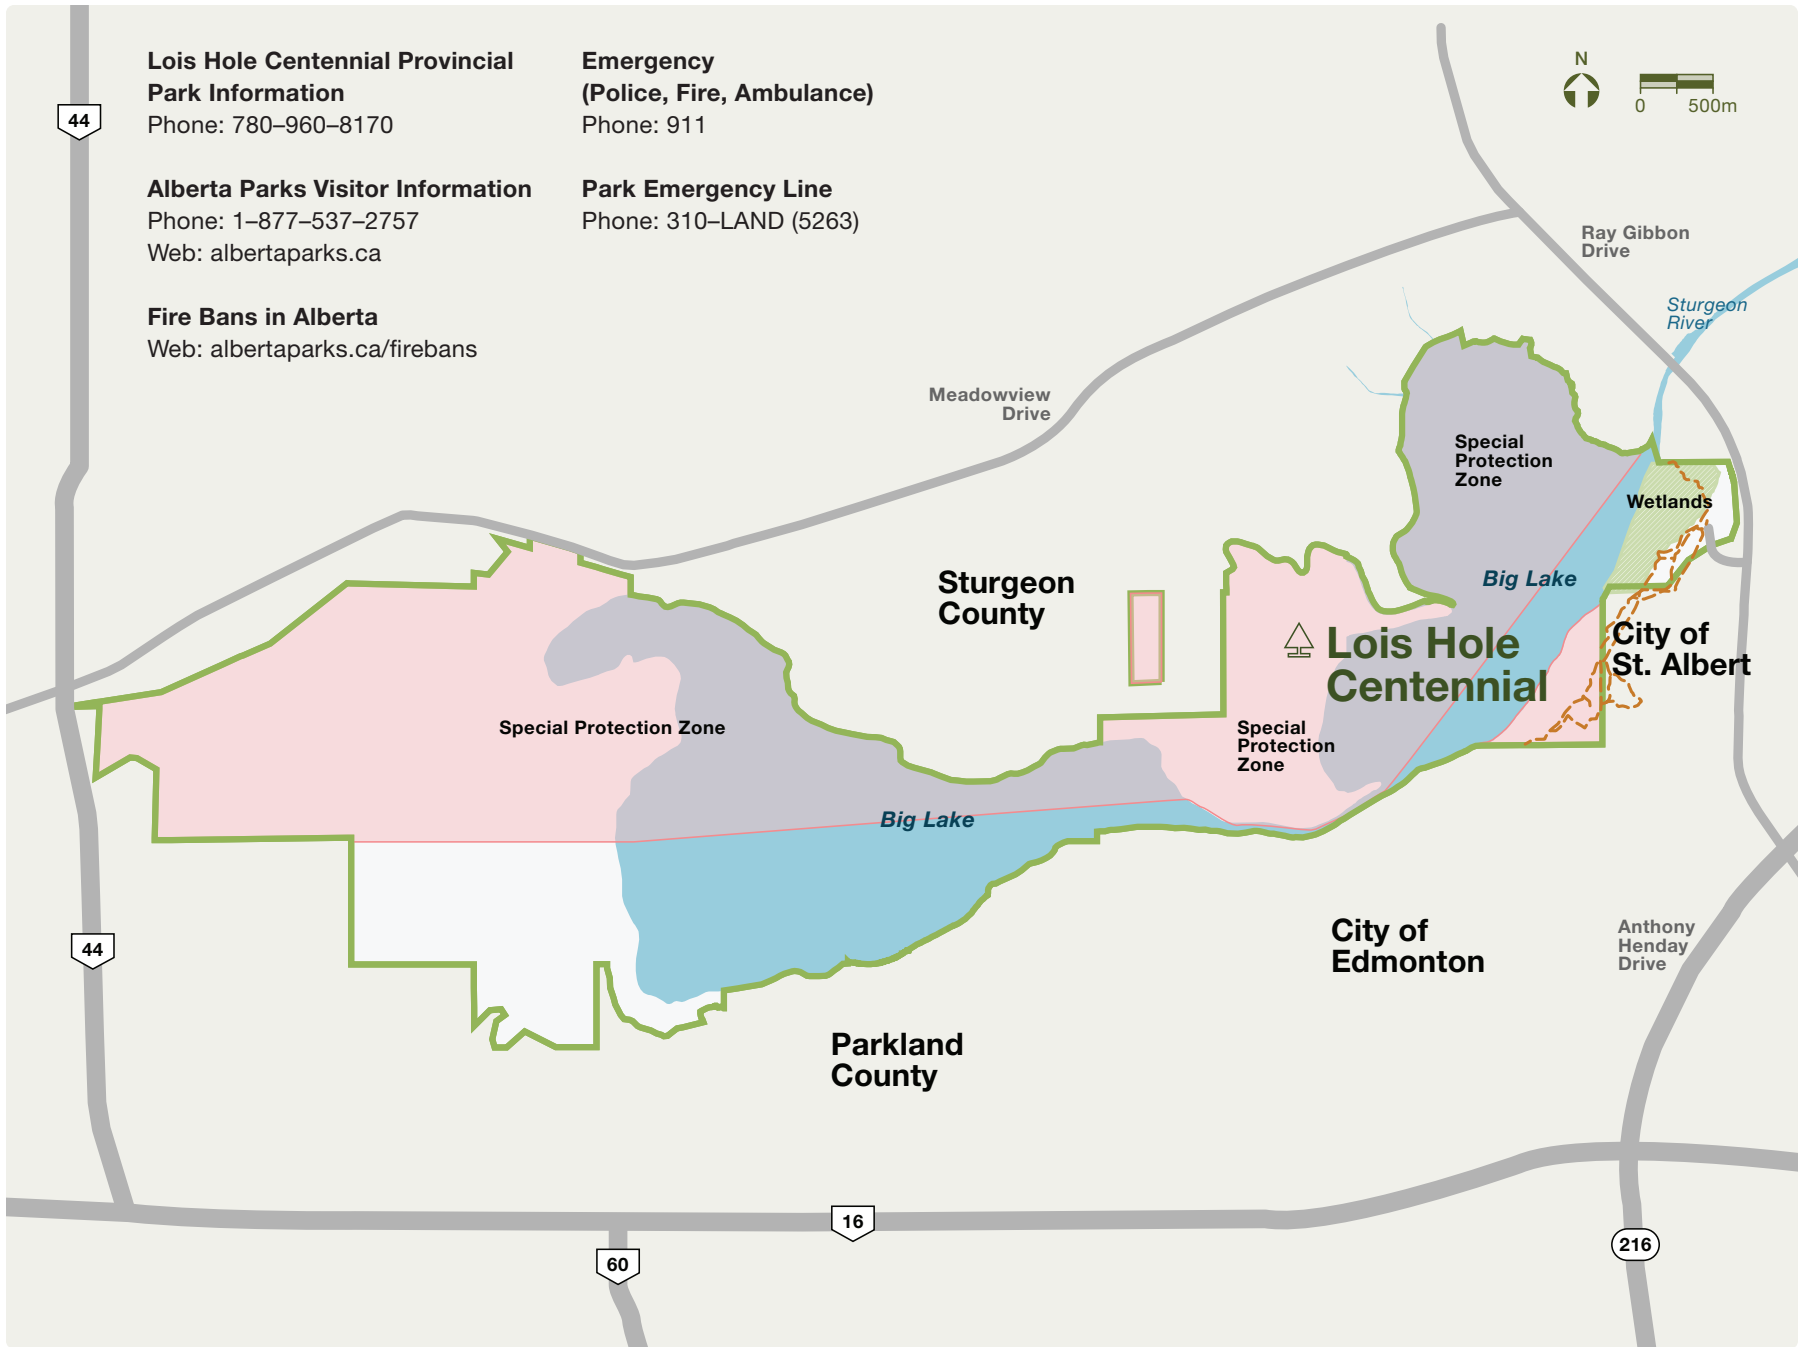 Lois Hole Centennial Provincial
Park Information
Phone: 780–960–8170
Alberta Parks Visitor Information
Phone: 1–877–537–2757
Web: albertaparks.ca
Fire Bans in Alberta
Web: albertaparks.ca/firebans
Emergency
(Police, Fire, Ambulance)
Phone: 911
Park Emergency Line
Phone: 310–LAND (5263)
N
0 500m
44
Ray Gibbon
Drive
Sturgeon
River
Meadowview
Drive
Special
Protection
Zone
Wetlands
Big Lake
Sturgeon
County
Lois Hole
Centennial
City of
St. Albert
Special Protection Zone
Special
Protection
Zone
Big Lake
44
City of
Edmonton
Anthony
Henday
Drive
Parkland
County
16
60
216